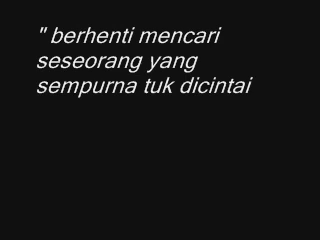 " berhenti mencari
seseorang yang
sempurna tuk dicintai